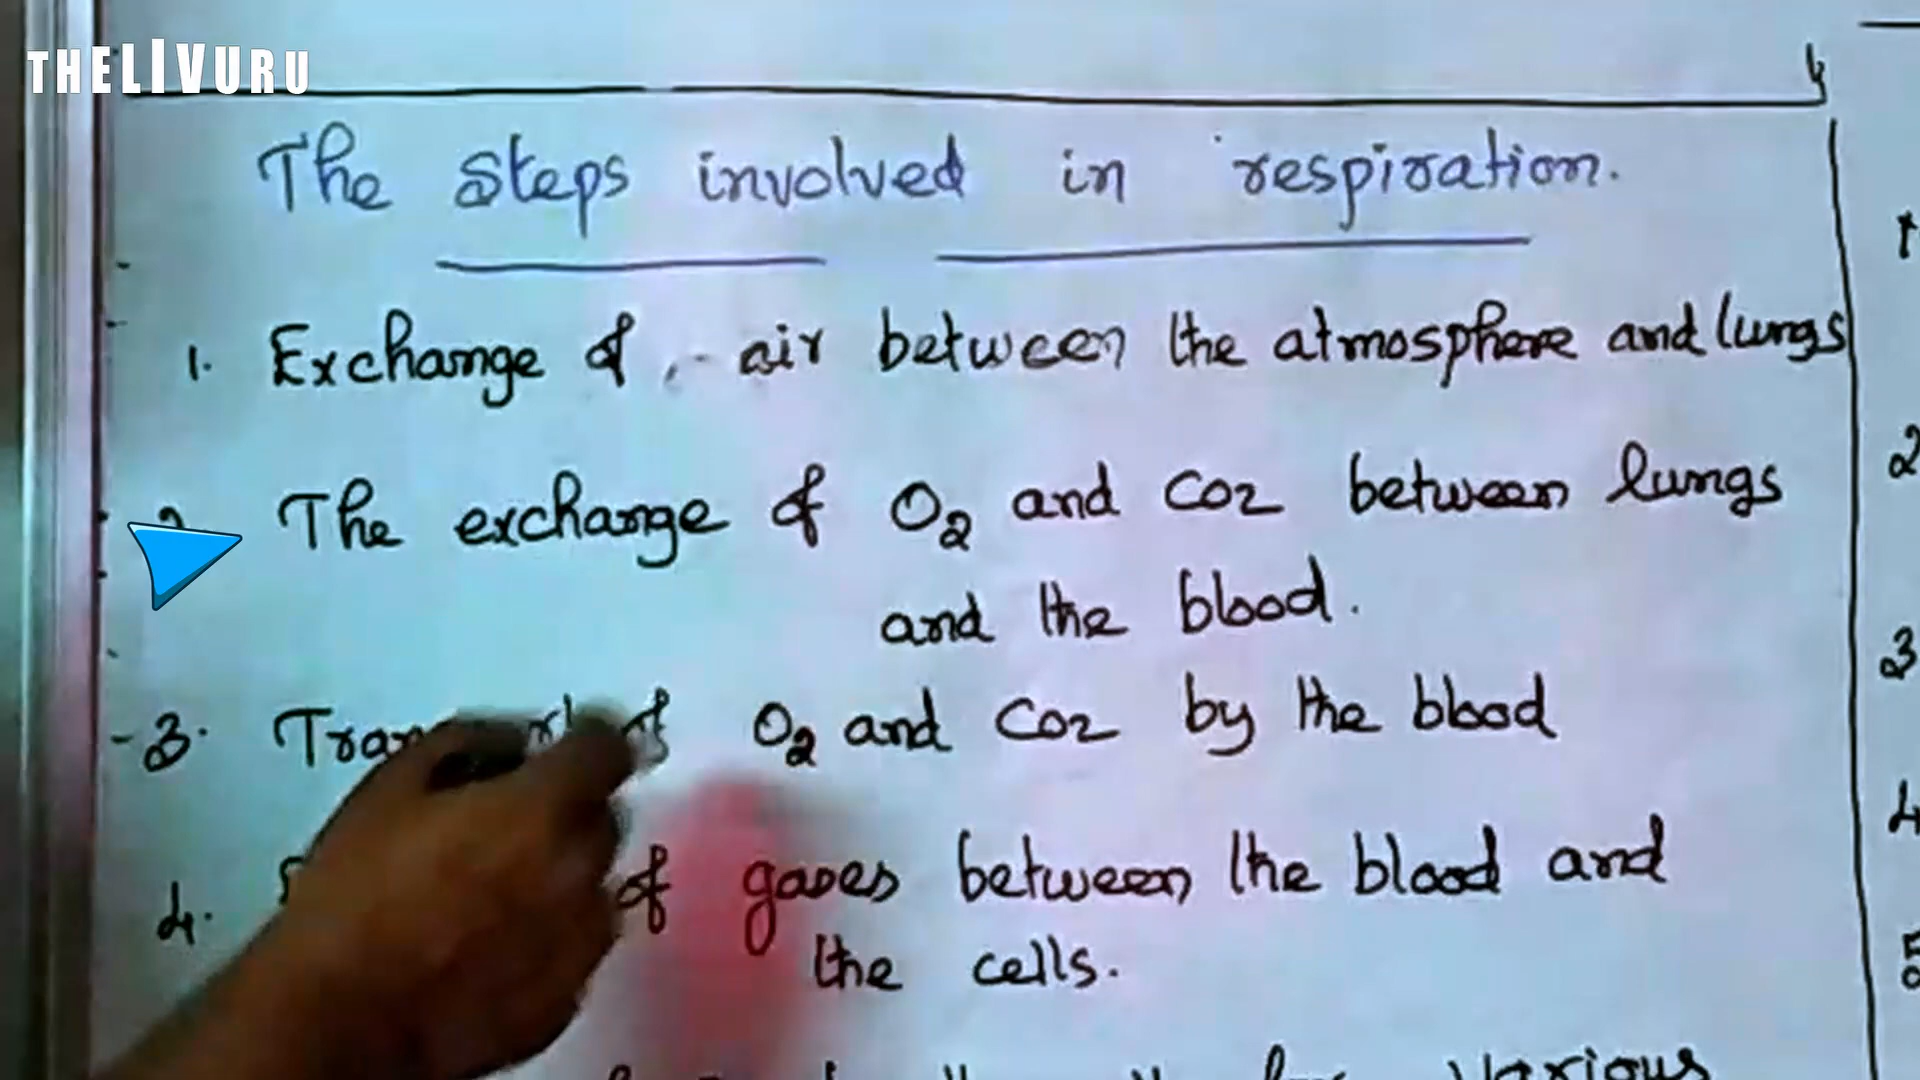 THELIVURU
The steps involved in respiration.
1. Exchange of air between the atmosphere and lungs
The exchange of O2 and CO2 between lungs
and the blood.
3. of O2 and CO2 by the blood
4. of gases between the blood and
the cells.
various